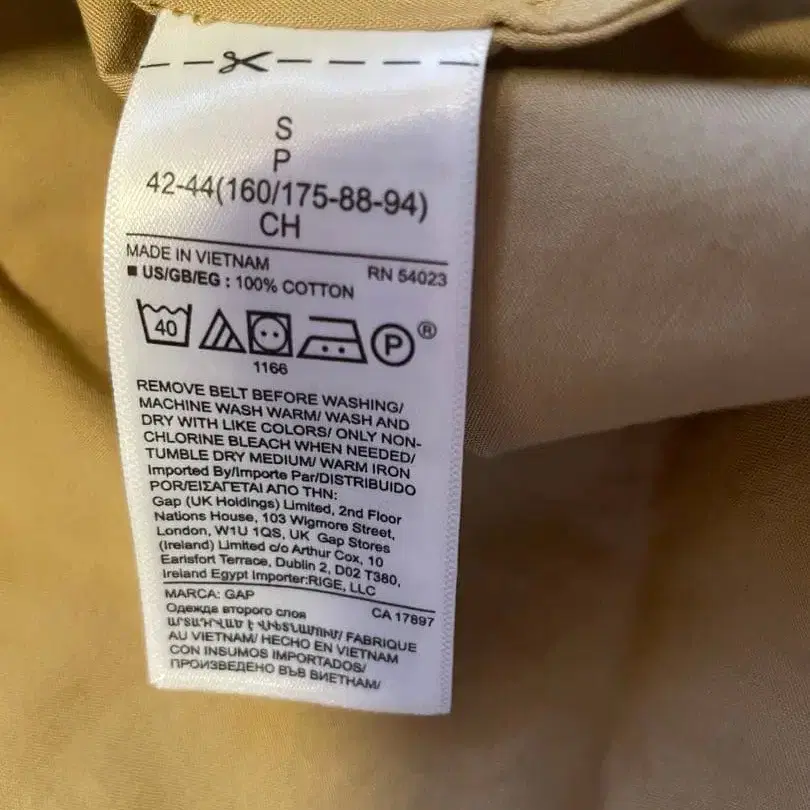 S
P
42-44(160/175-88-94)
CH
MADE IN VIETNAM
RN 54023
■ US/GB/EG : 100% COTTON
40
P ®
1166
REMOVE BELT BEFORE WASHING/
MACHINE WASH WARM/ WASH AND
DRY WITH LIKE COLORS/ ONLY NON-
CHLORINE BLEACH WHEN NEEDED/
TUMBLE DRY MEDIUM/ WARM IRON
Imported By/Importe Par/DISTRIBUIDO
POR/ΕΙΣΑΓΕΤΑΙ ΑΠΟ ΤΗΝ:
Gap (UK Holdings) Limited, 2nd Floor
Nations House, 103 Wigmore Street,
London, W1U 1QS, UK Gap Stores
(Ireland) Limited c/o Arthur Cox, 10
Earlsfort Terrace, Dublin 2, D02 T380,
Ireland Egypt Importer:RIGE, LLC
MARCA: GAP
CA 17897
Одежда второго слоя
ԱՐՏԱԴՐՎԱԾ Է ՎԻԵՏՆԱՄՈՒՄ/ FABRIQUE
AU VIETNAM/ HECHO EN VIETNAM
CON INSUMOS IMPORTADOS/
ПРОИЗВЕДЕНО ВЪВ ВИЕТНАМ/